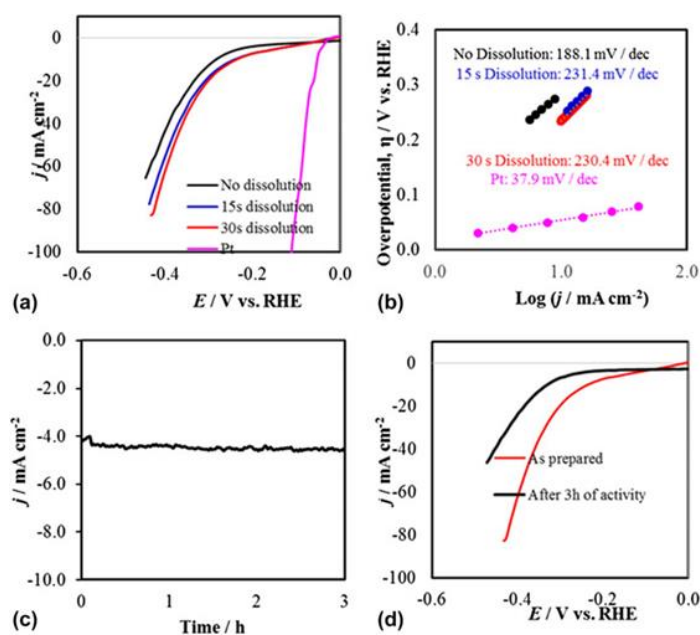 (a)
0
-20
-40
-60
-80
-100
j / mA cm-2
No dissolution
15s dissolution
30s dissolution
Pt
-0.6 -0.4 -0.2 0.0
E / V vs. RHE
(b)
0.4
0.3
0.2
0.1
0.0
Overpotential, η / V vs. RHE
No Dissolution: 188.1 mV / dec
15 s Dissolution: 231.4 mV / dec
30 s Dissolution: 230.4 mV / dec
Pt: 37.9 mV / dec
0.0 1.0 2.0
Log (j / mA cm-2)
(c)
0.0
-2.0
-4.0
-6.0
-8.0
-10.0
j / mA cm-2
0 1 2 3
Time / h
(d)
0
-20
-40
-60
-80
-100
j / mA cm-2
As prepared
After 3h of activity
-0.6 -0.4 -0.2 0.0
E / V vs. RHE